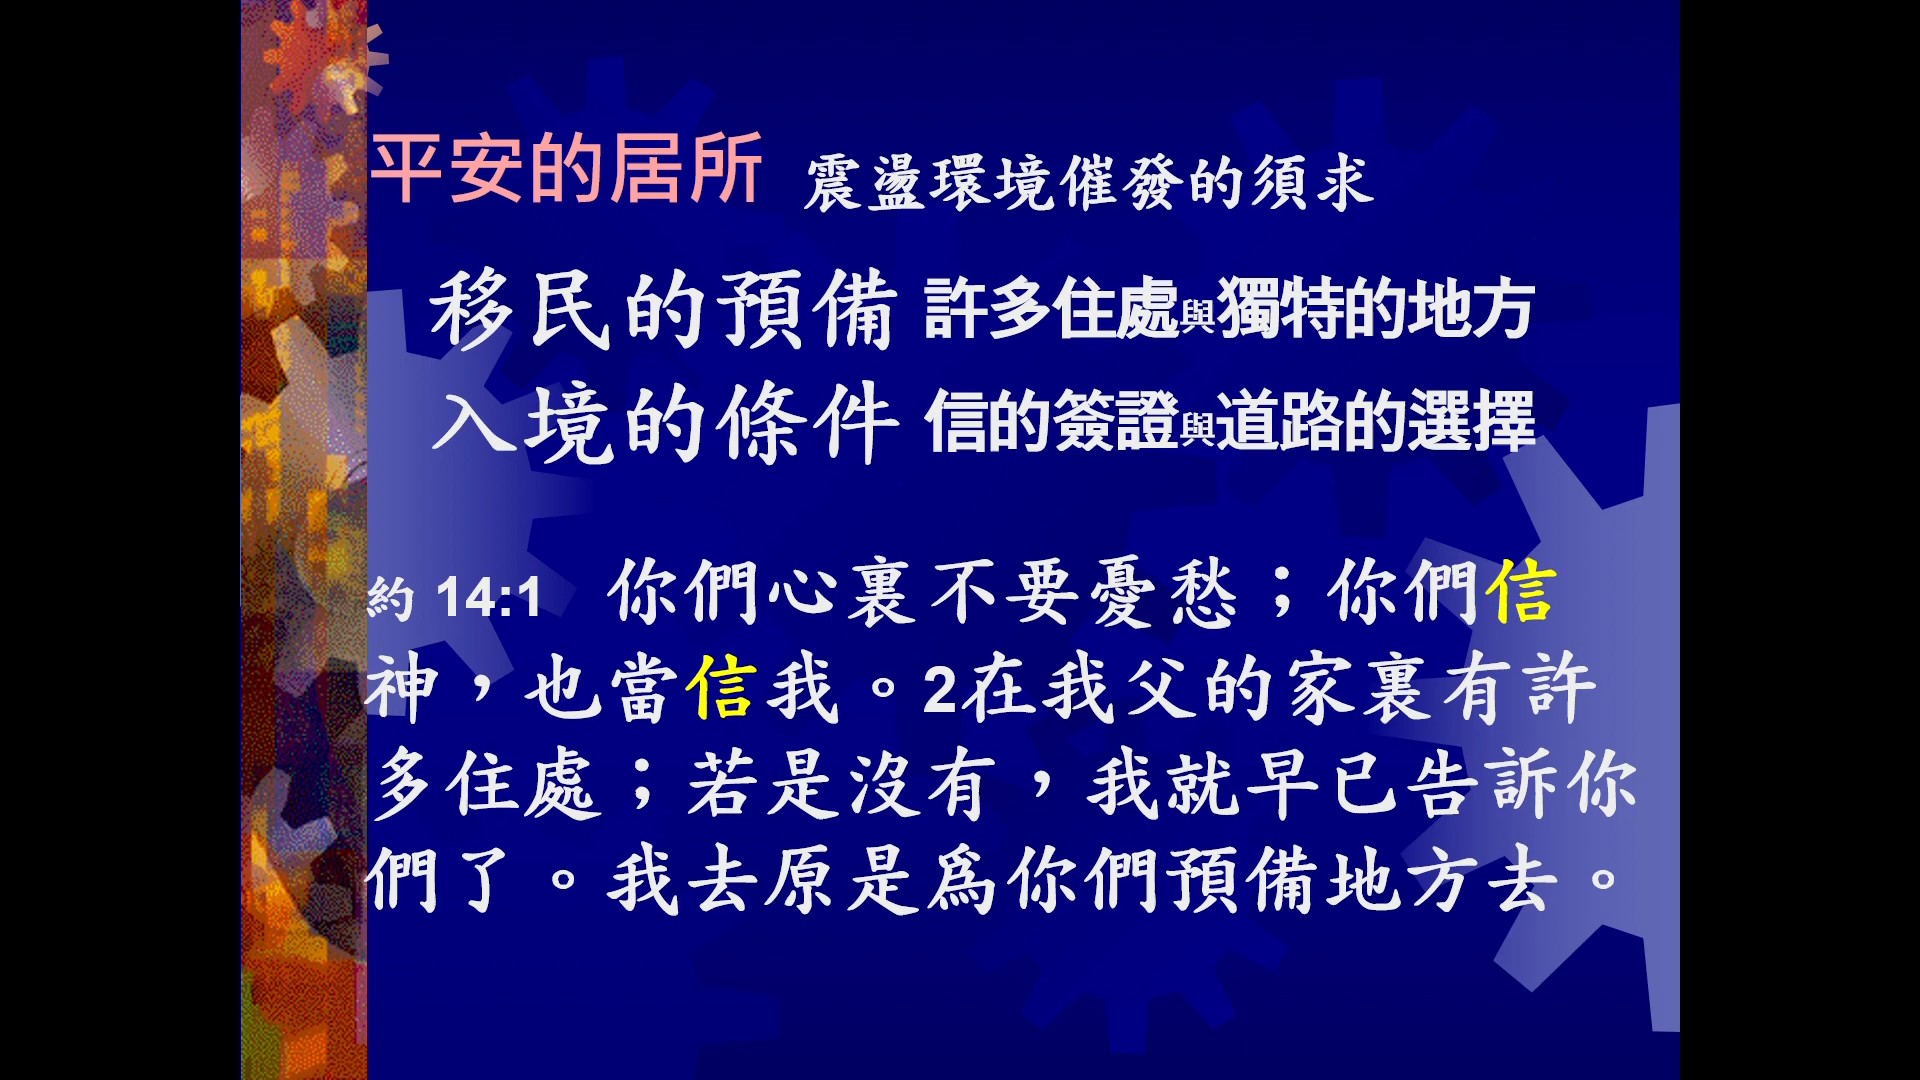 平安的居所 震盪環境催發的須求
移民的預備 許多住處與獨特的地方
入境的條件 信的簽證與道路的選擇
約 14:1 你們心裏不要憂愁；你們信
神，也當信我。2在我父的家裏有許
多住處；若是沒有，我就早已告訴你
們了。我去原是爲你們預備地方去。